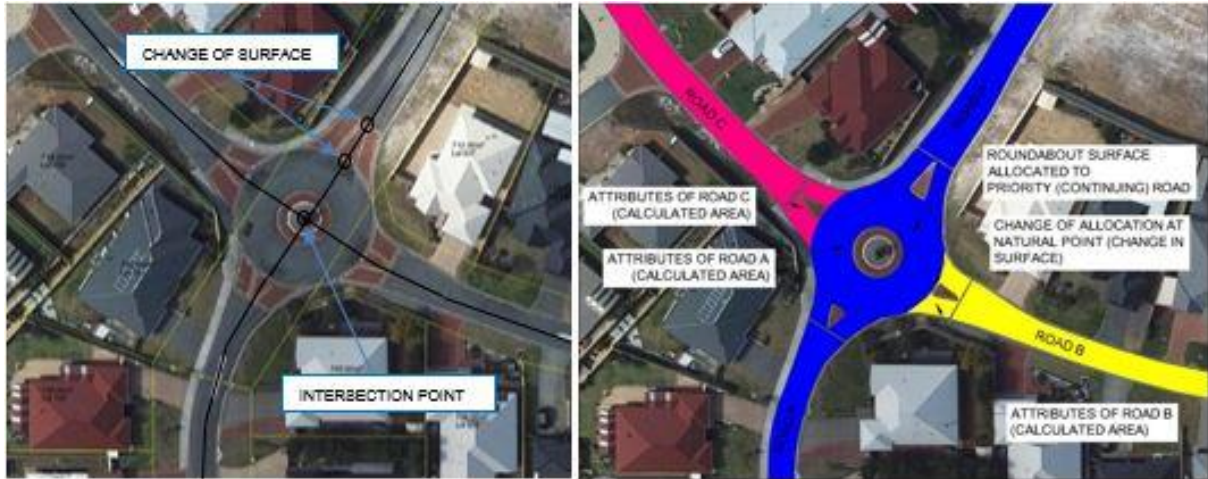 CHANGE OF SURFACE
INTERSECTION POINT
ROAD C
ATTRIBUTES OF ROAD C
(CALCULATED AREA)
ATTRIBUTES OF ROAD A
(CALCULATED AREA)
ROUNDABOUT SURFACE
ALLOCATED TO
PRIORITY (CONTINUING) ROAD
CHANGE OF ALLOCATION AT
NATURAL POINT (CHANGE IN
SURFACE)
ROAD B
ATTRIBUTES OF ROAD B
(CALCULATED AREA)